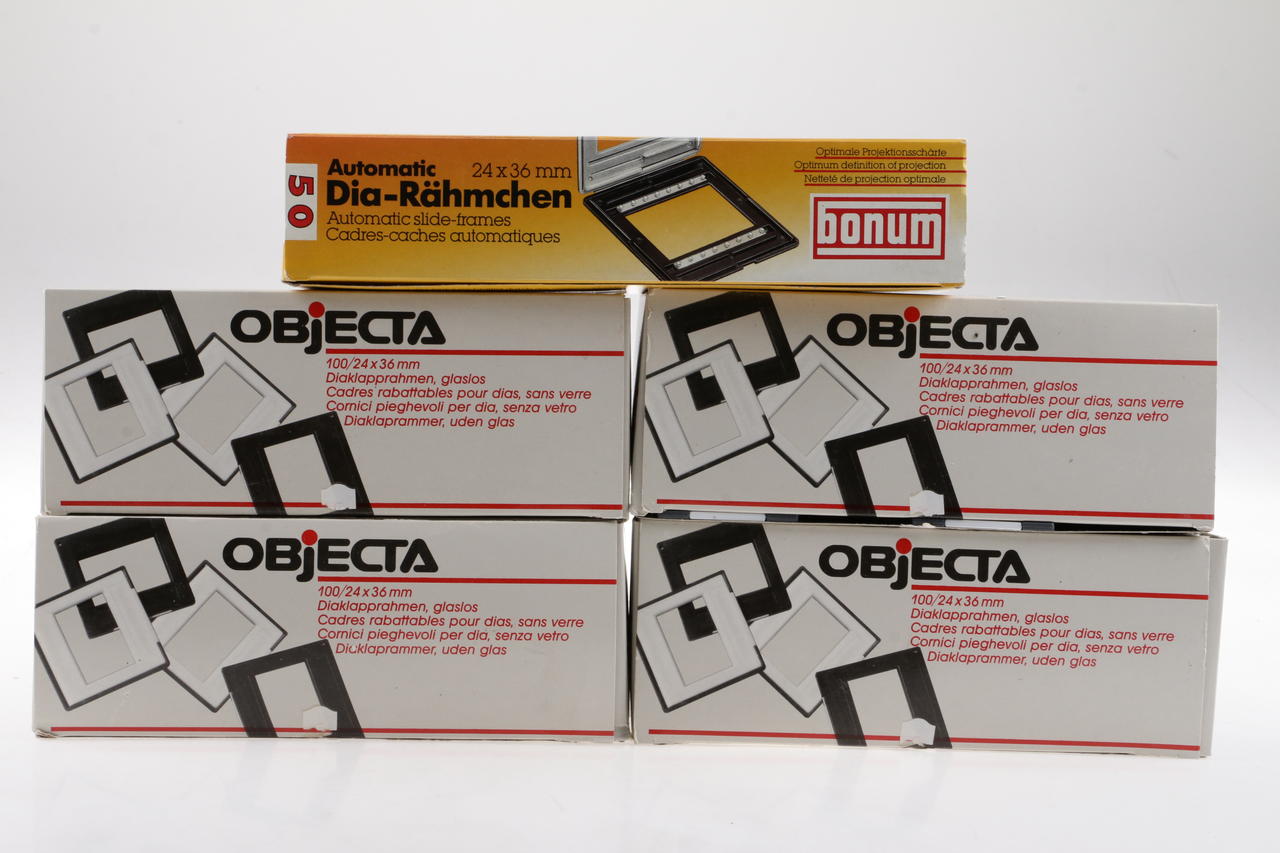 50
Automatic 24 x 36 mm
Dia-Rähmchen
Automatic slide-frames
Cadres-caches automatiques
Optimale Projektionsschärfe
Optimum definition of projection
Netteté de projection optimale
bonum
OBjECTA
100/24 x 36 mm
Diaklapprahmen, glaslos
Cadres rabattables pour dias, sans verre
Cornici pieghevoli per dia, senza vetro
Diaklaprammer, uden glas
OBjECTA
100/24 x 36 mm
Diaklapprahmen, glaslos
Cadres rabattables pour dias, sans verre
Cornici pieghevoli per dia, senza vetro
Diaklaprammer, uden glas
OBjECTA
100/24 x 36 mm
Diaklapprahmen, glaslos
Cadres rabattables pour dias, sans verre
Cornici pieghevoli per dia, senza vetro
Diaklaprammer, uden glas
OBjECTA
100/24 x 36 mm
Diaklapprahmen, glaslos
Cadres rabattables pour dias, sans verre
Cornici pieghevoli per dia, senza vetro
Diaklaprammer, uden glas